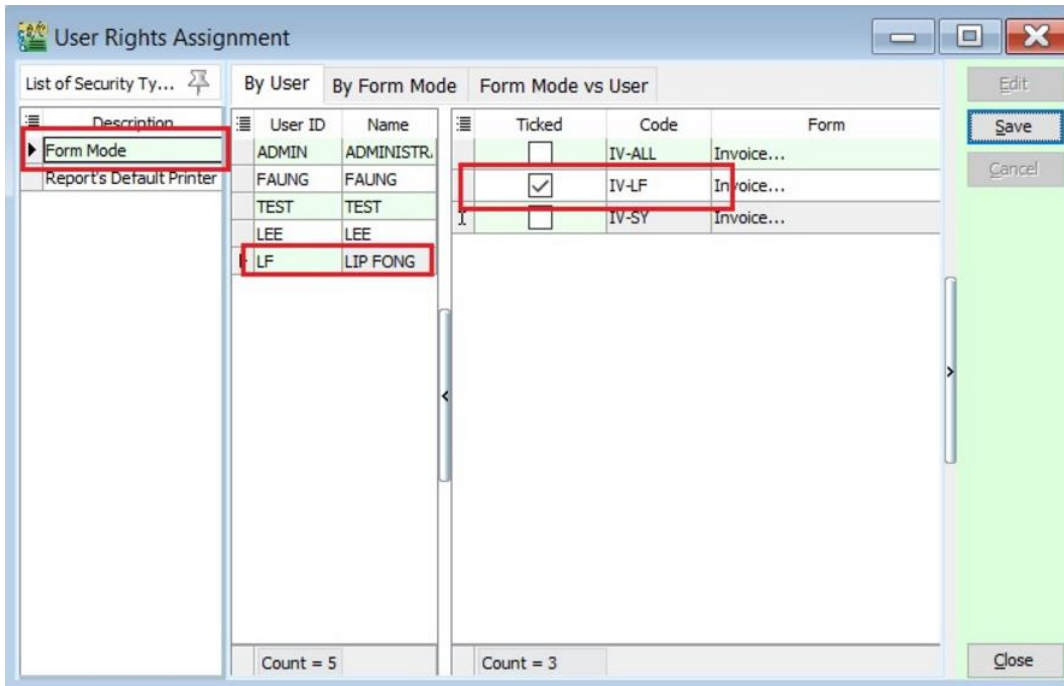 User Rights Assignment
List of Security Ty...
By User
By Form Mode
Form Mode vs User
Edit
Save
Cancel
Description
Form Mode
Report's Default Printer
User ID Name
ADMIN ADMINISTR
FAUNG FAUNG
TEST TEST
LEE LEE
LF LIP FONG
Count = 5
Ticked Code Form
IV-ALL Invoice...
IV-LF Invoice...
IV-SY Invoice...
Count = 3
Close